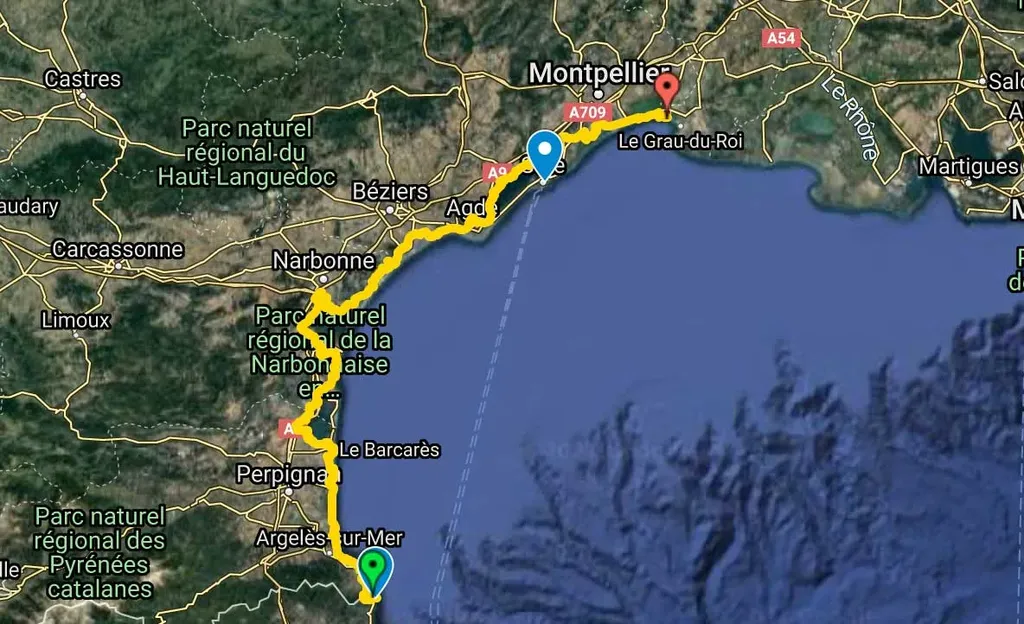 A54
Montpellier
Castres
A709
Le Rhône
Parc naturel
régional du
Haut-Languedoc
Le Grau-du-Roi
Martigues
A9
Béziers
Agde
audary
Carcassonne
Narbonne
Limoux
Parc naturel
régional de la
Narbonnaise
en...
A
Le Barcarès
Perpignan
Parc naturel
régional des
Pyrénées
catalanes
Argelès-sur-Mer